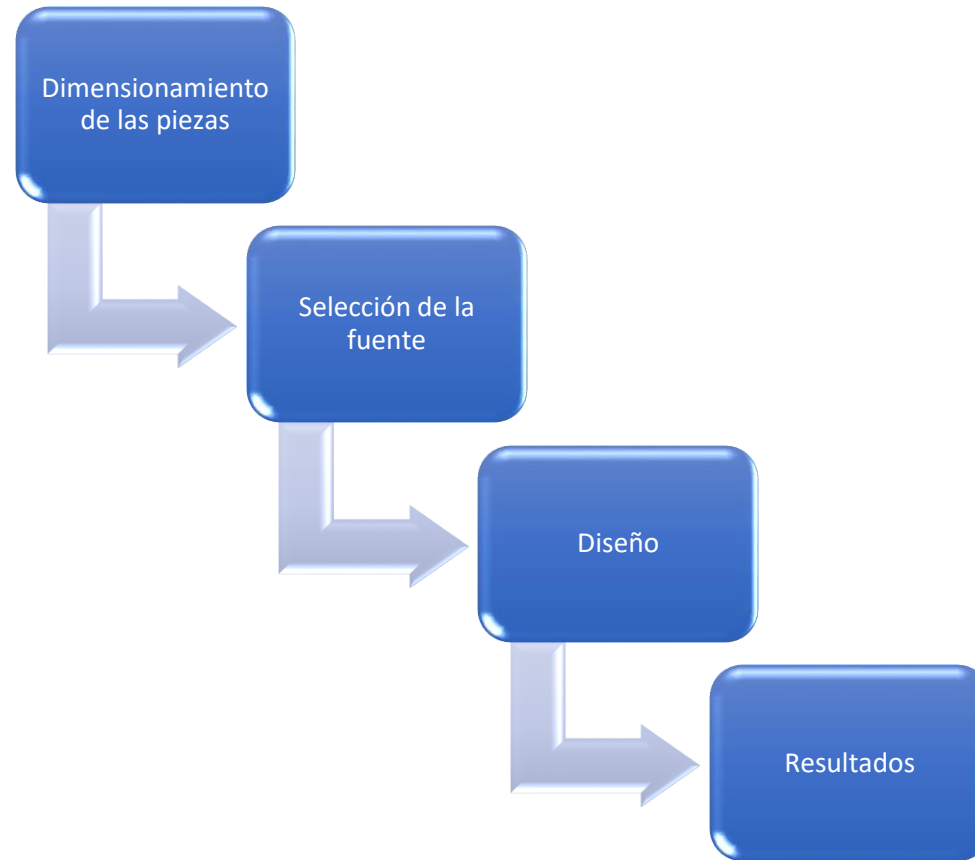 Dimensionamiento
de las piezas
Selección de la
fuente
Diseño
Resultados